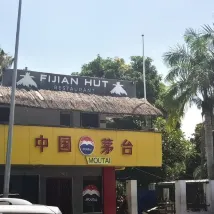 FIJIAN HUT
RESTAURANT
中国 茅台
MOUTAI